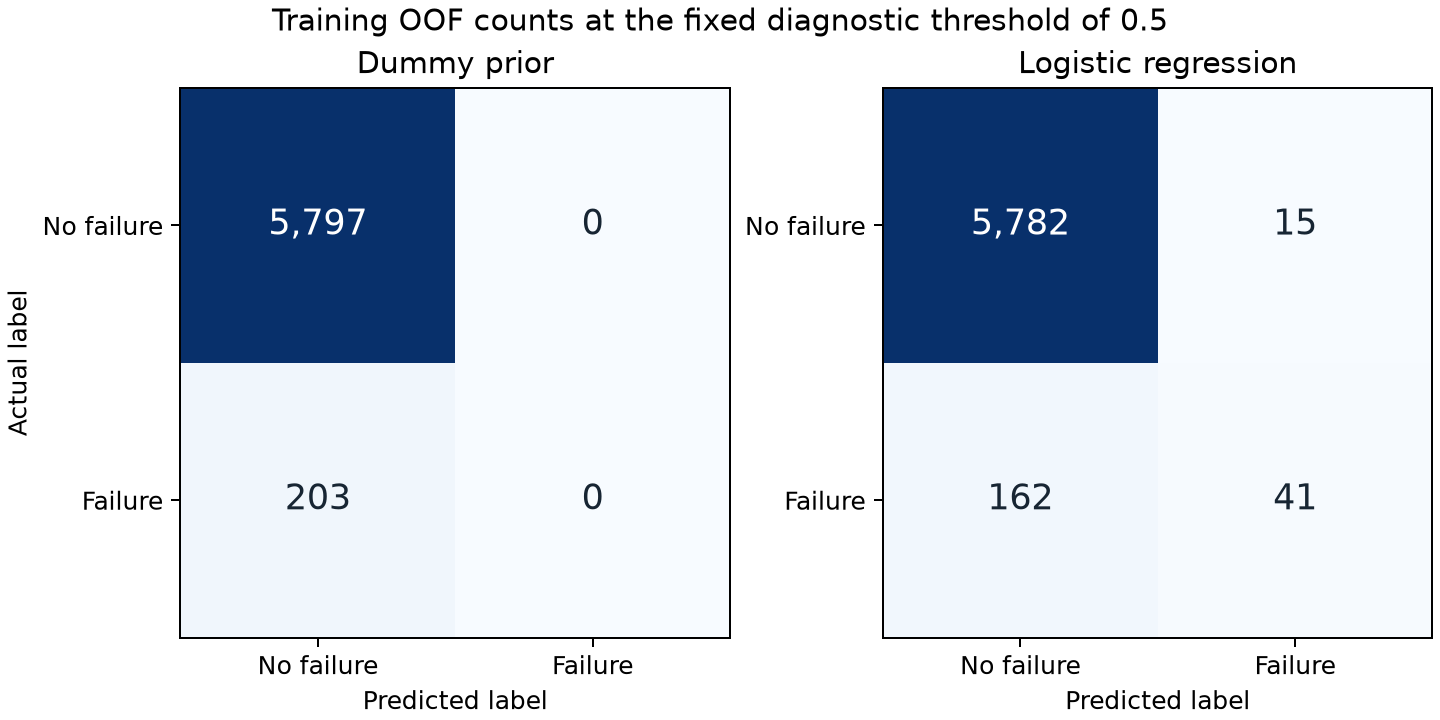 Training OOF counts at the fixed diagnostic threshold of 0.5
Dummy prior
Actual label
No failure
5,797
0
Failure
203
0
No failure
Failure
Predicted label
Logistic regression
No failure
5,782
15
Failure
162
41
No failure
Failure
Predicted label